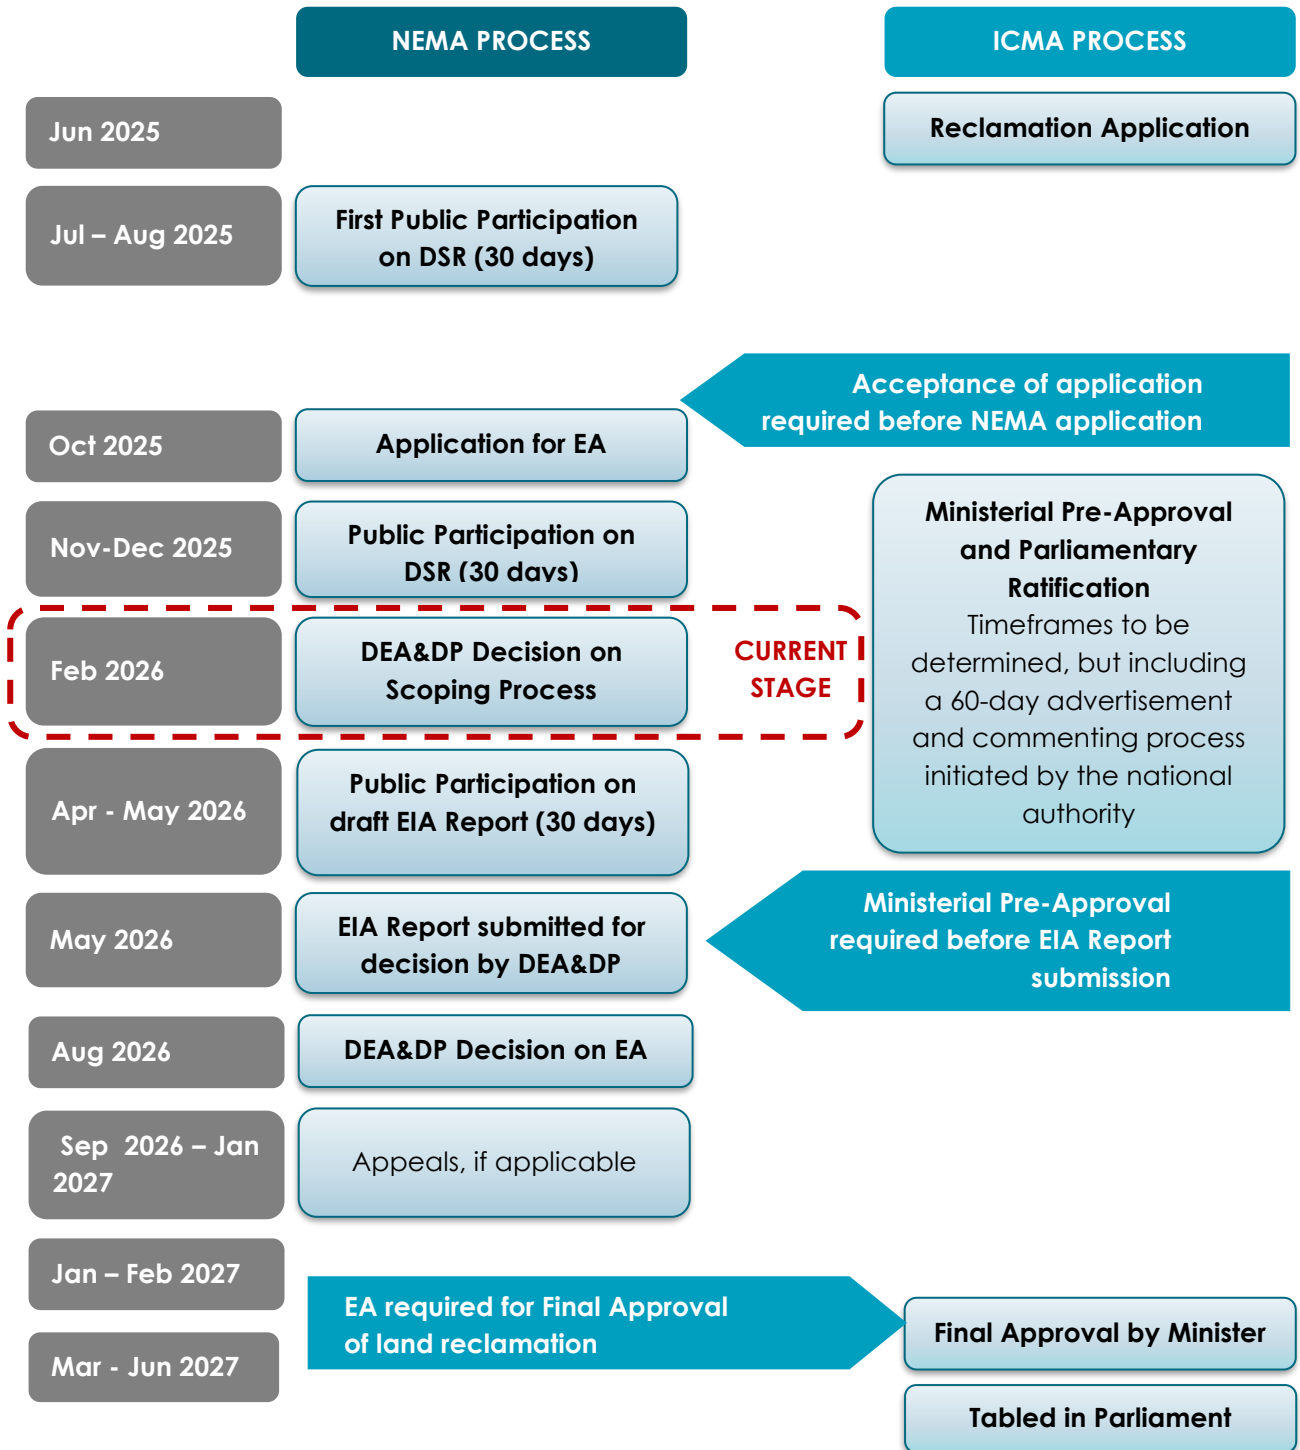 NEMA PROCESS
ICMA PROCESS
Jun 2025
Reclamation Application
Jul – Aug 2025
First Public Participation
on DSR (30 days)
Acceptance of application
required before NEMA application
Oct 2025
Application for EA
Nov-Dec 2025
Public Participation on
DSR (30 days)
Ministerial Pre-Approval
and Parliamentary
Ratification
Timeframes to be
determined, but including
a 60-day advertisement
and commenting process
initiated by the national
authority
Feb 2026
DEA&DP Decision on
Scoping Process
CURRENT
STAGE
Apr - May 2026
Public Participation on
draft EIA Report (30 days)
May 2026
EIA Report submitted for
decision by DEA&DP
Ministerial Pre-Approval
required before EIA Report
submission
Aug 2026
DEA&DP Decision on EA
Sep  2026 – Jan
2027
Appeals, if applicable
Jan – Feb 2027
EA required for Final Approval
of land reclamation
Final Approval by Minister
Mar - Jun 2027
Tabled in Parliament